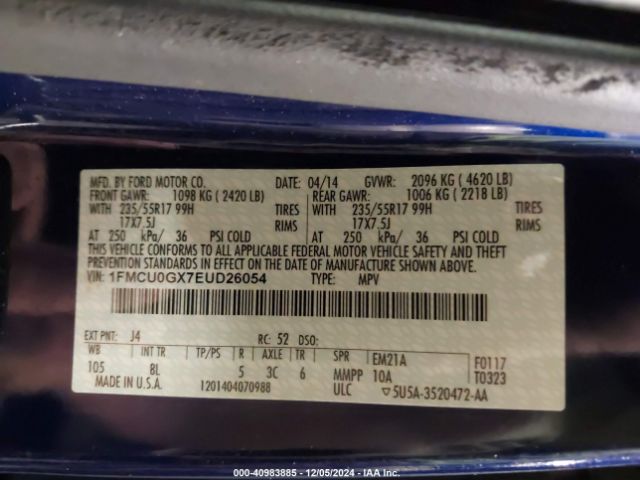 MFD. BY FORD MOTOR CO. DATE: 04/14 GVWR: 2096 KG ( 4620 LB)
FRONT GAWR: 1098 KG ( 2420 LB) REAR GAWR: 1006 KG ( 2218 LB)
WITH 235/55R17 99H TIRES WITH 235/55R17 99H TIRES
17X7.5J RIMS 17X7.5J RIMS
AT 250 kPa/ 36 PSI COLD AT 250 kPa/ 36 PSI COLD
THIS VEHICLE CONFORMS TO ALL APPLICABLE FEDERAL MOTOR VEHICLE SAFETY AND THEFT
PREVENTION STANDARDS IN EFFECT ON THE DATE OF MANUFACTURE SHOWN ABOVE.
VIN: 1FMCU0GX7EUD26054 TYPE: MPV
EXT PNT: J4 RC: 52 DSO:
WB INT TR TP/PS R AXLE TR SPR EM21A F0117
105 8L 5 3C 6 MMPP 10A T0323
MADE IN U.S.A. 1201404070988 ULC ▽5U5A-3520472-AA
000-40983885 - 12/05/2024 - IAA Inc.